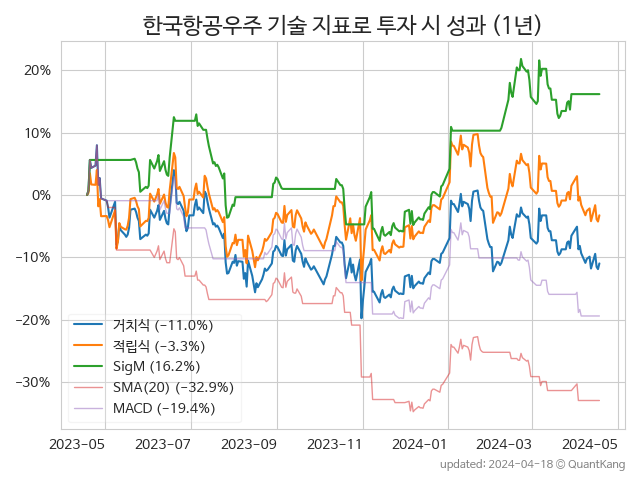 한국항공우주 기술 지표로 투자 시 성과 (1년)
20%
10%
0%
−10%
−20%
−30%
거치식 (−11.0%)
적립식 (−3.3%)
SigM (16.2%)
SMA(20) (−32.9%)
MACD (−19.4%)
2023-05 2023-07 2023-09 2023-11 2024-01 2024-03 2024-05
updated: 2024-04-18 © QuantKang